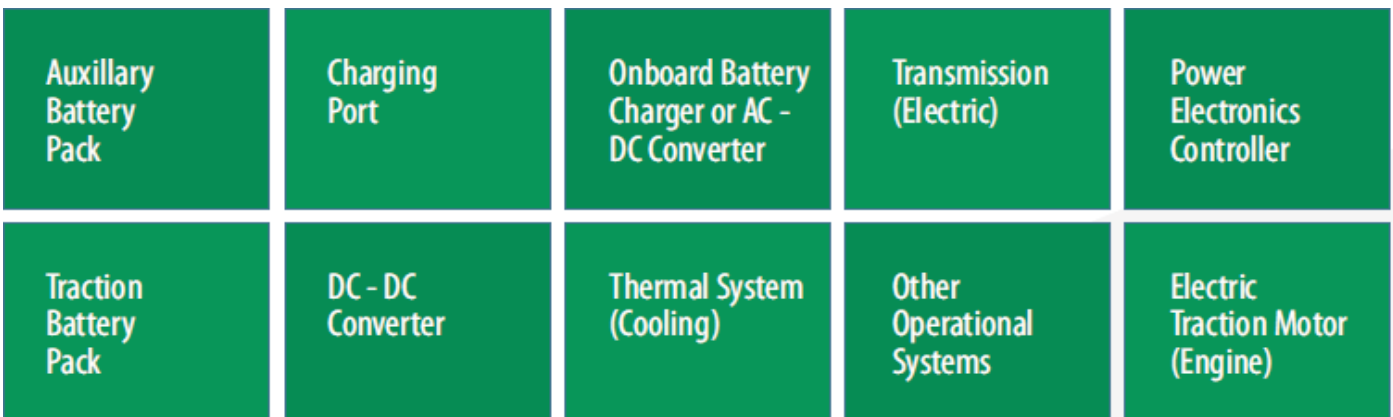 Auxillary
Battery
Pack
Charging
Port
Onboard Battery
Charger or AC -
DC Converter
Transmission
(Electric)
Power
Electronics
Controller
Traction
Battery
Pack
DC - DC
Converter
Thermal System
(Cooling)
Other
Operational
Systems
Electric
Traction Motor
(Engine)